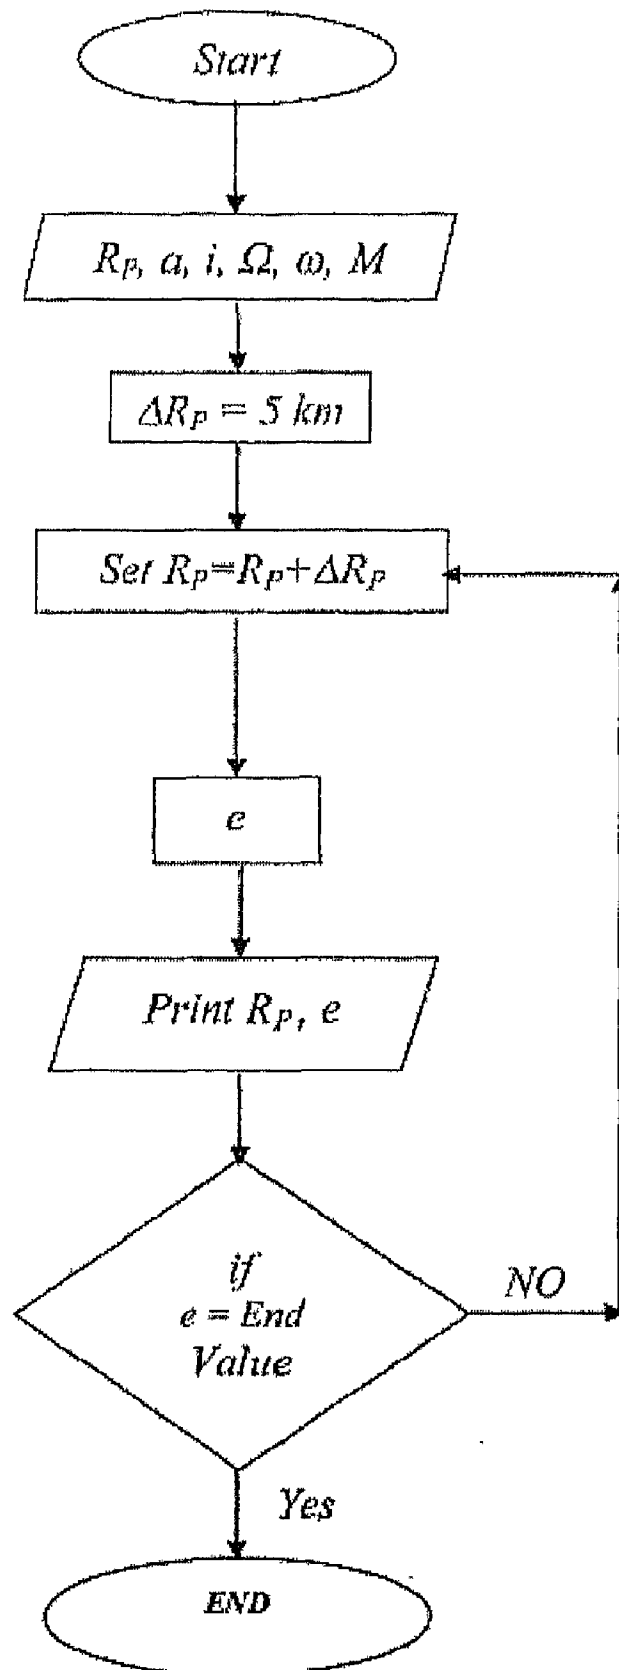 Start
R_P, a, i, Ω, ω, M
ΔR_P = 5 km
Set R_P=R_P+ΔR_P
e
Print R_P, e
if
e = End
Value
NO
Yes
END